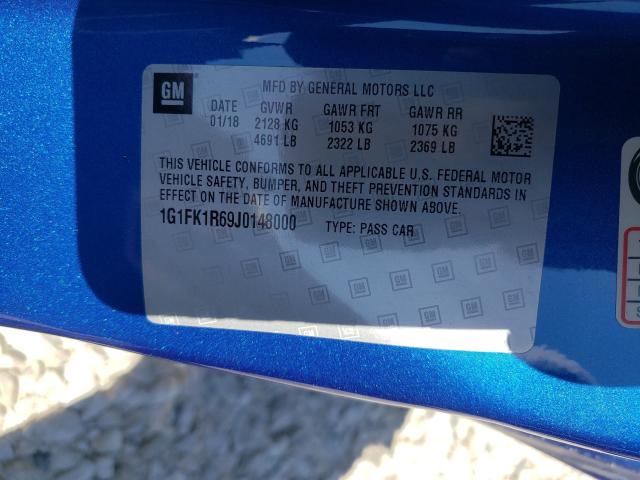 GM
MFD BY GENERAL MOTORS LLC
DATE GVWR GAWR FRT GAWR RR
01/18 2128 KG 1053 KG 1075 KG
4691 LB 2322 LB 2369 LB
THIS VEHICLE CONFORMS TO ALL APPLICABLE U.S. FEDERAL MOTOR
VEHICLE SAFETY, BUMPER, AND THEFT PREVENTION STANDARDS IN
EFFECT ON THE DATE OF MANUFACTURE SHOWN ABOVE.
1G1FK1R69J0148000 TYPE: PASS CAR